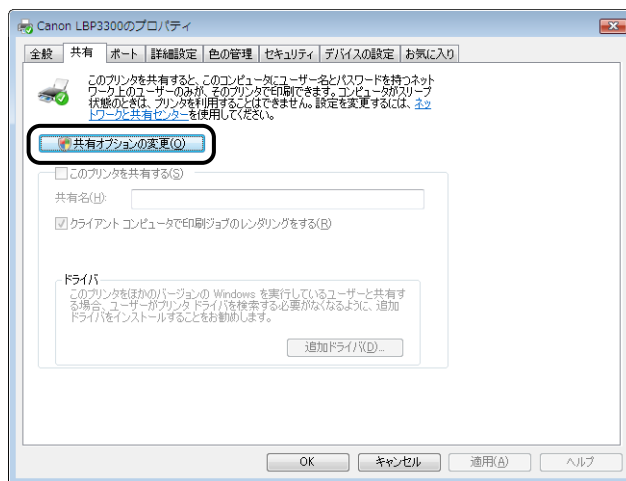 Canon LBP3300のプロパティ
全般 共有 ポート 詳細設定 色の管理 セキュリティ デバイスの設定 お気に入り
このプリンタを共有すると、このコンピュータにユーザー名とパスワードを持つネット
ワーク上のユーザーのみが、そのプリンタで印刷できます。コンピュータがスリープ
状態のときは、プリンタを利用することはできません。設定を変更するには、ネッ
トワークと共有センターを使用してください。
共有オプションの変更(O)
このプリンタを共有する(S)
共有名(H):
クライアント コンピュータで印刷ジョブのレンダリングをする(R)
ドライバ
このプリンタをほかのバージョンの Windows を実行しているユーザーと共有す
る場合、ユーザーがプリンタ ドライバを検索する必要がなくなるように、追加
ドライバをインストールすることをお勧めします。
追加ドライバ(D)...
OK キャンセル 適用(A) ヘルプ